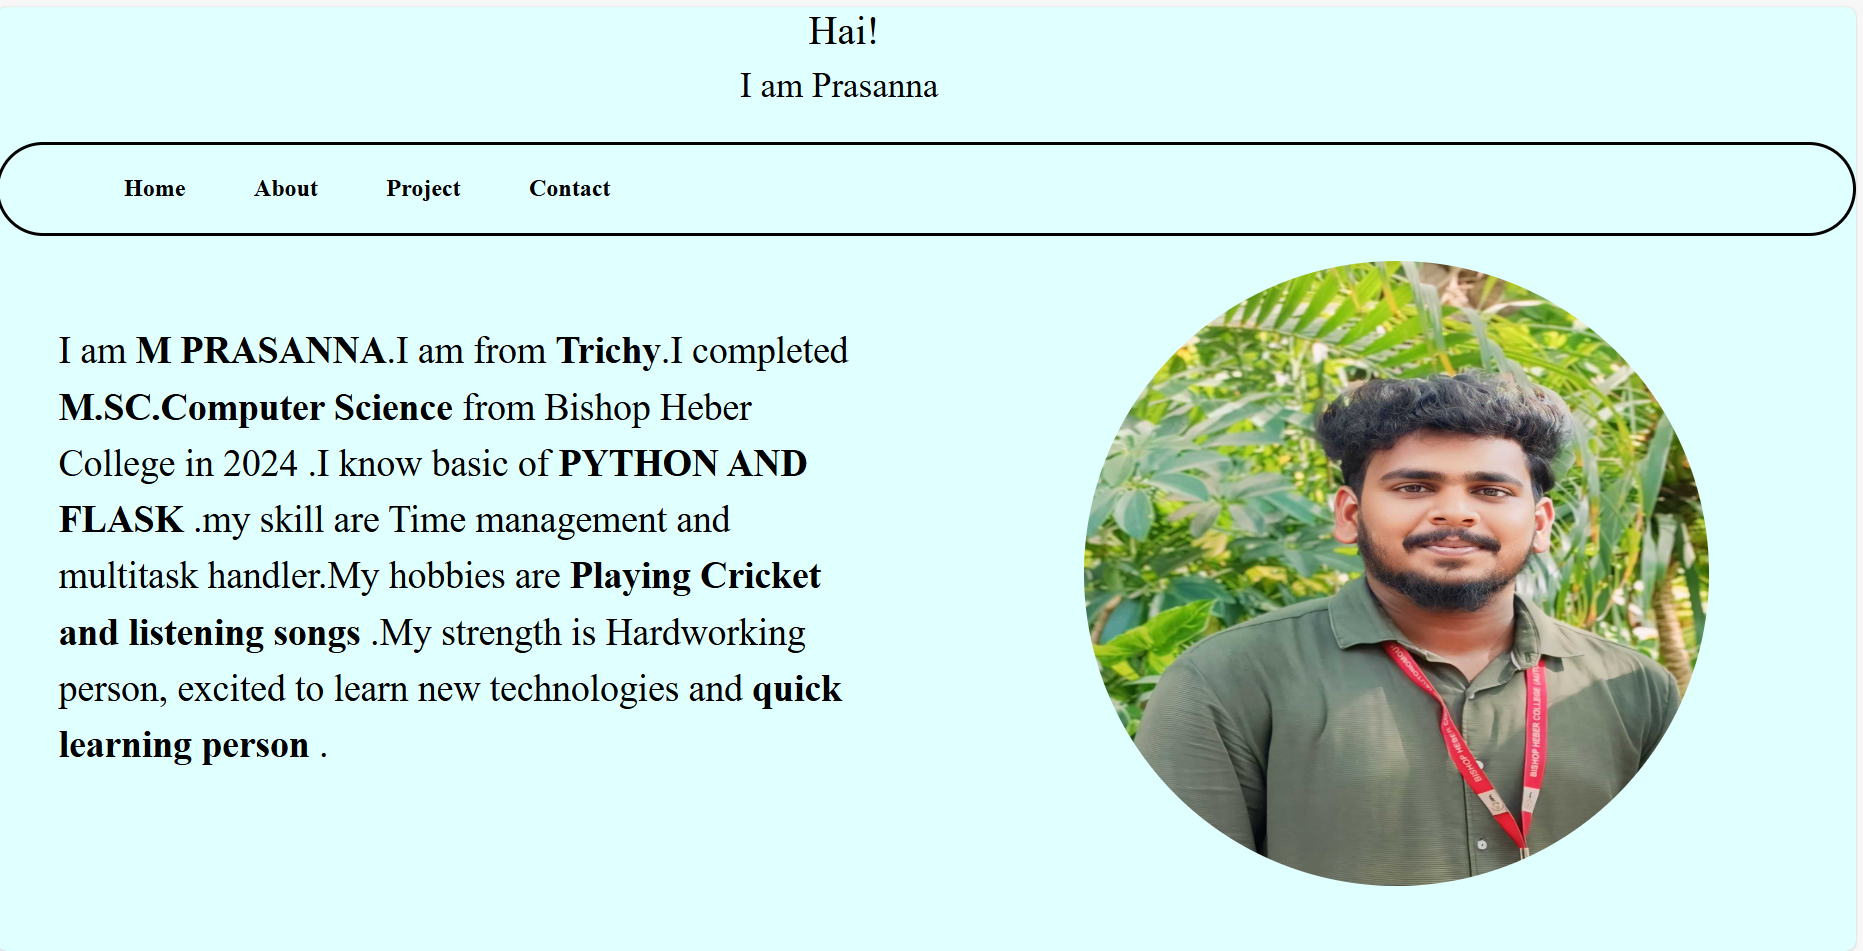 Hai!
I am Prasanna
Home About Project Contact
I am M PRASANNA.I am from Trichy.I completed
M.SC.Computer Science from Bishop Heber
College in 2024 .I know basic of PYTHON AND
FLASK .my skill are Time management and
multitask handler.My hobbies are Playing Cricket
and listening songs .My strength is Hardworking
person, excited to learn new technologies and quick
learning person .
BISHOP HEBER
BISHOP HEBER COLLEGE (AUT